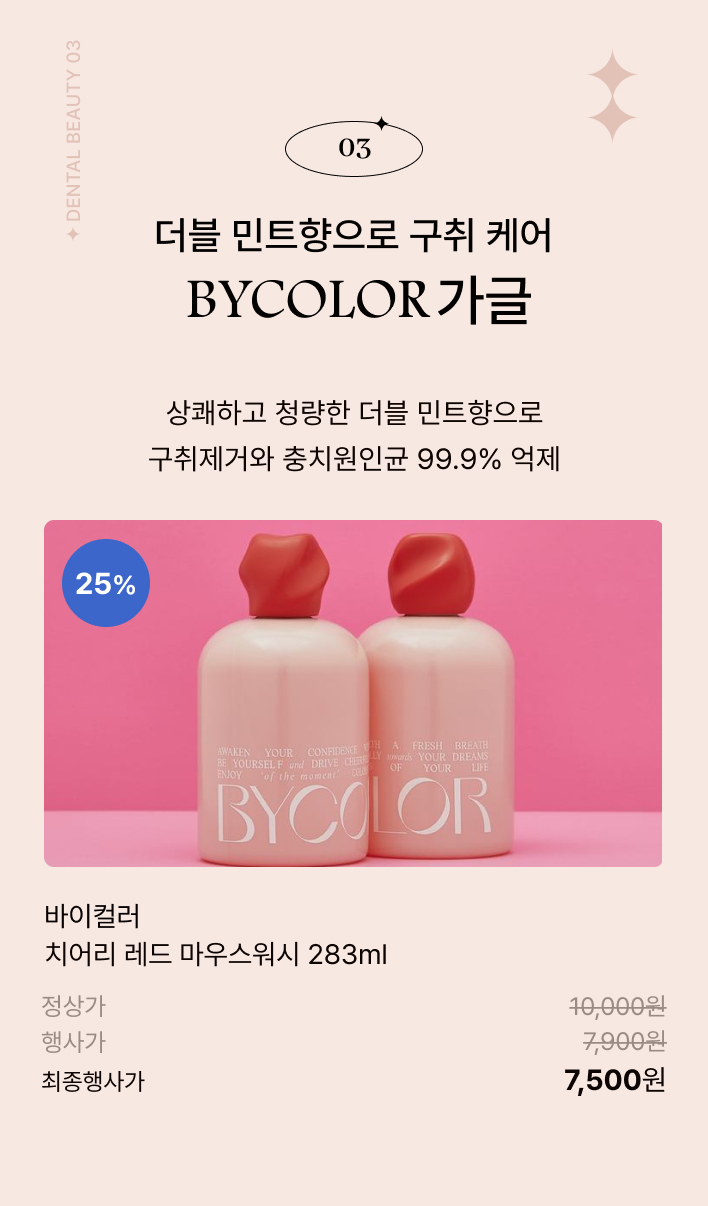 DENTAL BEAUTY 03
03
더블 민트향으로 구취 케어
BYCOLOR 가글
상쾌하고 청량한 더블 민트향으로
구취제거와 충치원인균 99.9% 억제
25%
AWAKEN YOUR CONFIDENCE
BE YOURSELF and DRIVE
ENJOY 'of the moment'
BYCO
A FRESH BREATH
towards YOUR DREAMS
OF YOUR LIFE
LOR
바이컬러
치어리 레드 마우스워시 283ml
정상가 10,000원
행사가 7,900원
최종행사가 7,500원